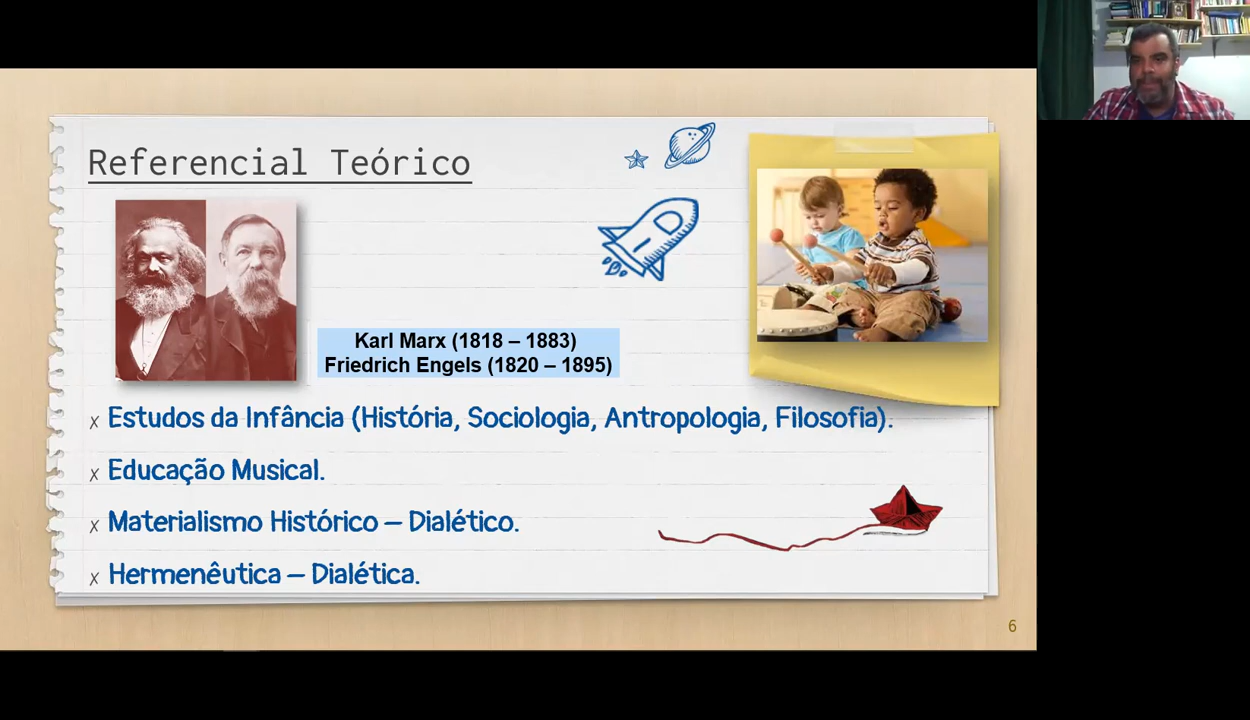 Referencial Teórico
Karl Marx (1818 – 1883)
Friedrich Engels (1820 – 1895)
x Estudos da Infância (História, Sociologia, Antropologia, Filosofia).
x Educação Musical.
x Materialismo Histórico – Dialético.
x Hermenêutica – Dialética.
6